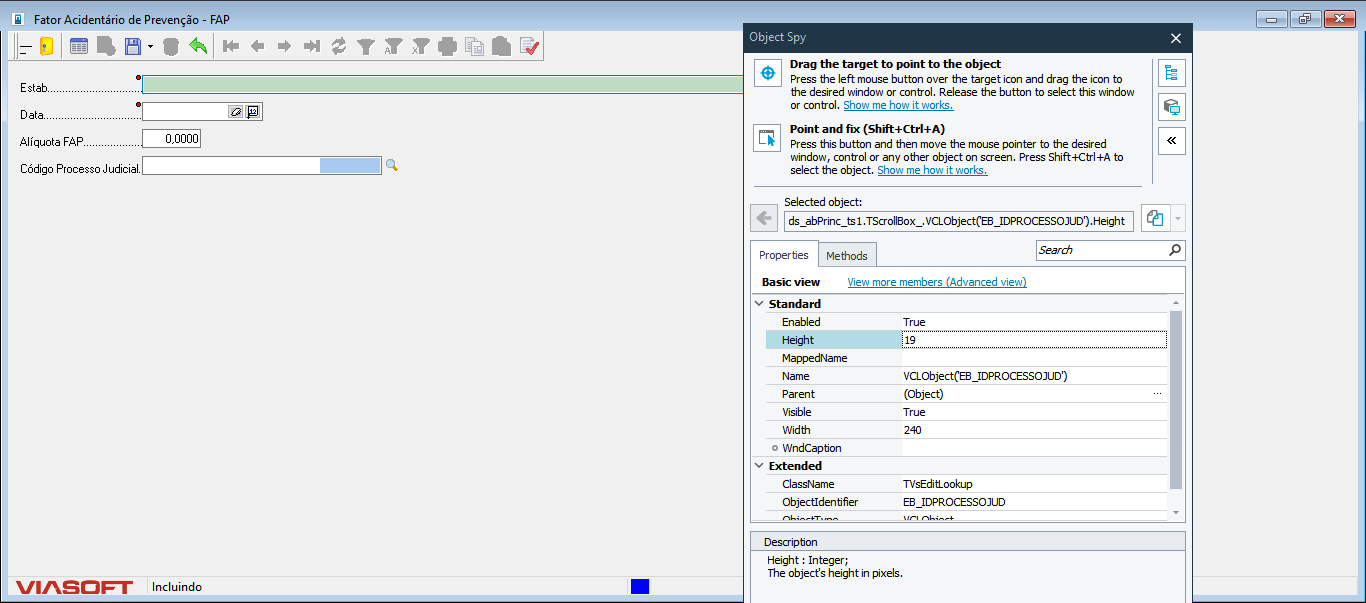 Fator Acidentário de Prevenção - FAP
Estab.
Data
Alíquota FAP
0,0000
Código Processo Judicial.
VIASOFT
Incluindo
Object Spy
Drag the target to point to the object
Press the left mouse button over the target icon and drag the icon to
the desired window or control. Release the button to select this window
or control. Show me how it works.
Point and fix (Shift+Ctrl+A)
Press this button and then move the mouse pointer to the desired
window, control or any other object on screen. Press Shift+Ctrl+A to
select the object. Show me how it works.
Selected object:
ds_abPrinc_ts1.TScrollBox_.VCLObject('EB_IDPROCESSOJUD').Height
Properties
Methods
Search
Basic view
View more members (Advanced view)
Standard
Enabled True
Height 19
MappedName
Name VCLObject('EB_IDPROCESSOJUD')
Parent (Object) ...
Visible True
Width 240
WndCaption
Extended
ClassName TVsEditLookup
ObjectIdentifier EB_IDPROCESSOJUD
ObjectType VCLObject
Description
Height : Integer;
The object's height in pixels.